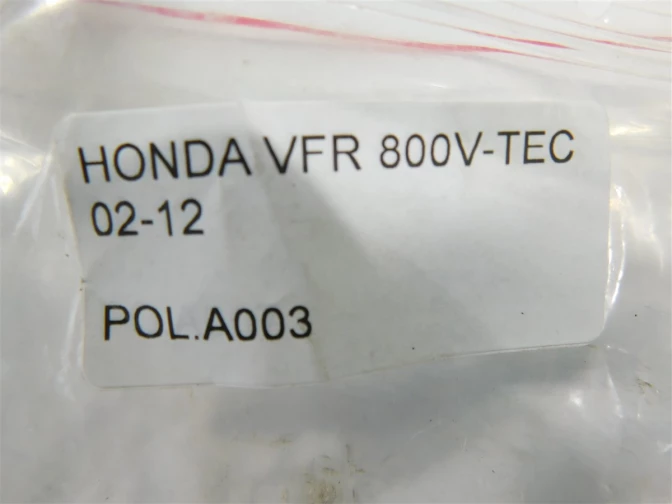 HONDA VFR 800V-TEC
02-12
POL.A003